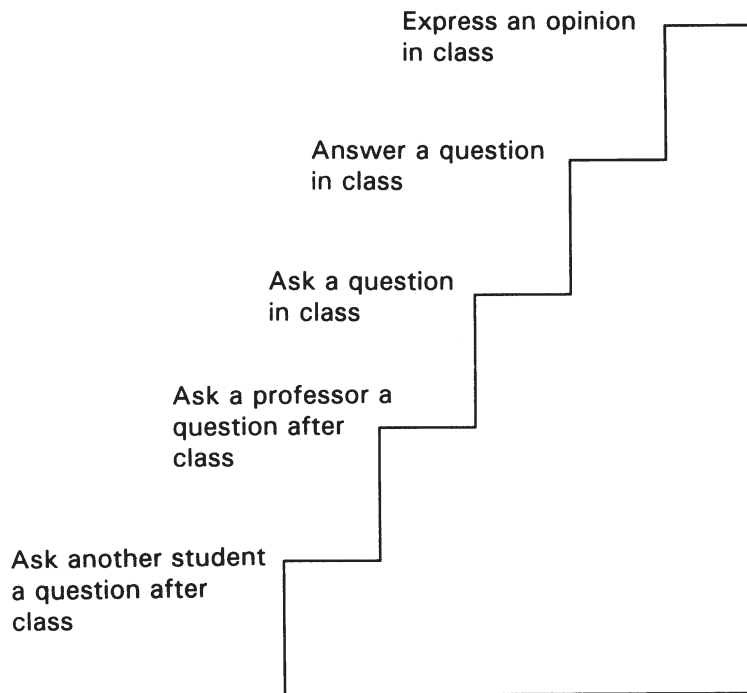 Express an opinion
in class
Answer a question
in class
Ask a question
in class
Ask a professor a
question after
class
Ask another student
a question after
class